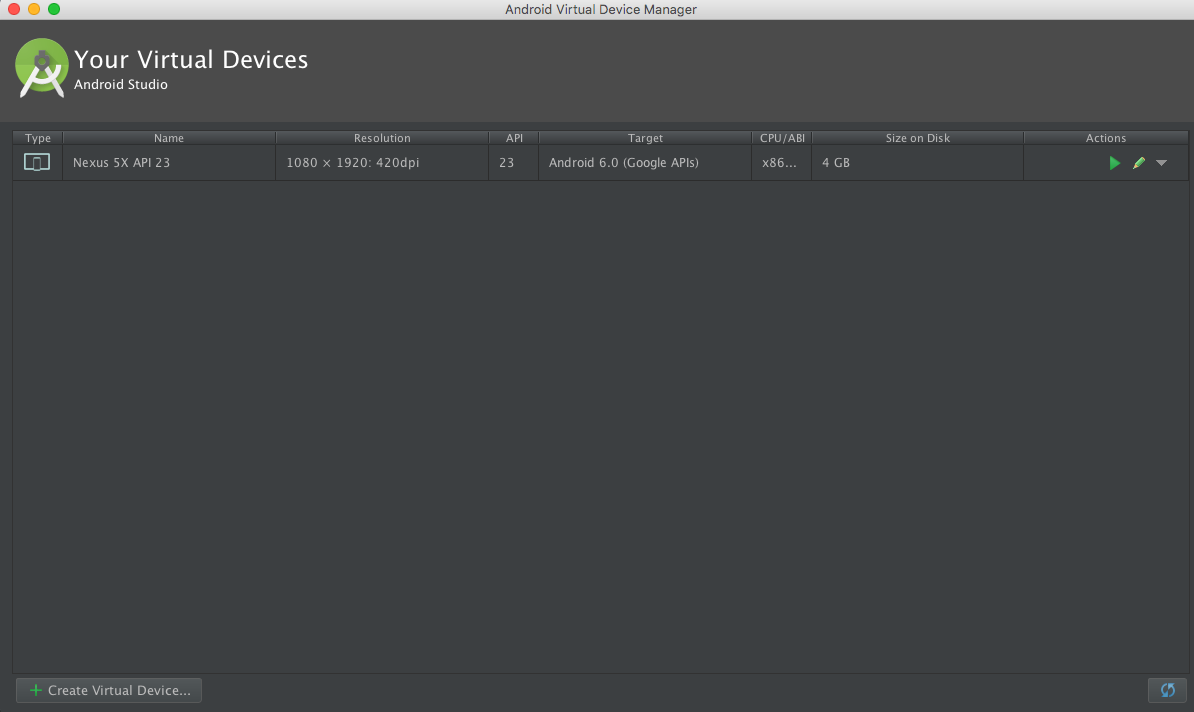 Android Virtual Device Manager
Your Virtual Devices
Android Studio
Type Name Resolution API Target CPU/ABI Size on Disk Actions
Nexus 5X API 23 1080 × 1920: 420dpi 23 Android 6.0 (Google APIs) x86... 4 GB
+ Create Virtual Device...